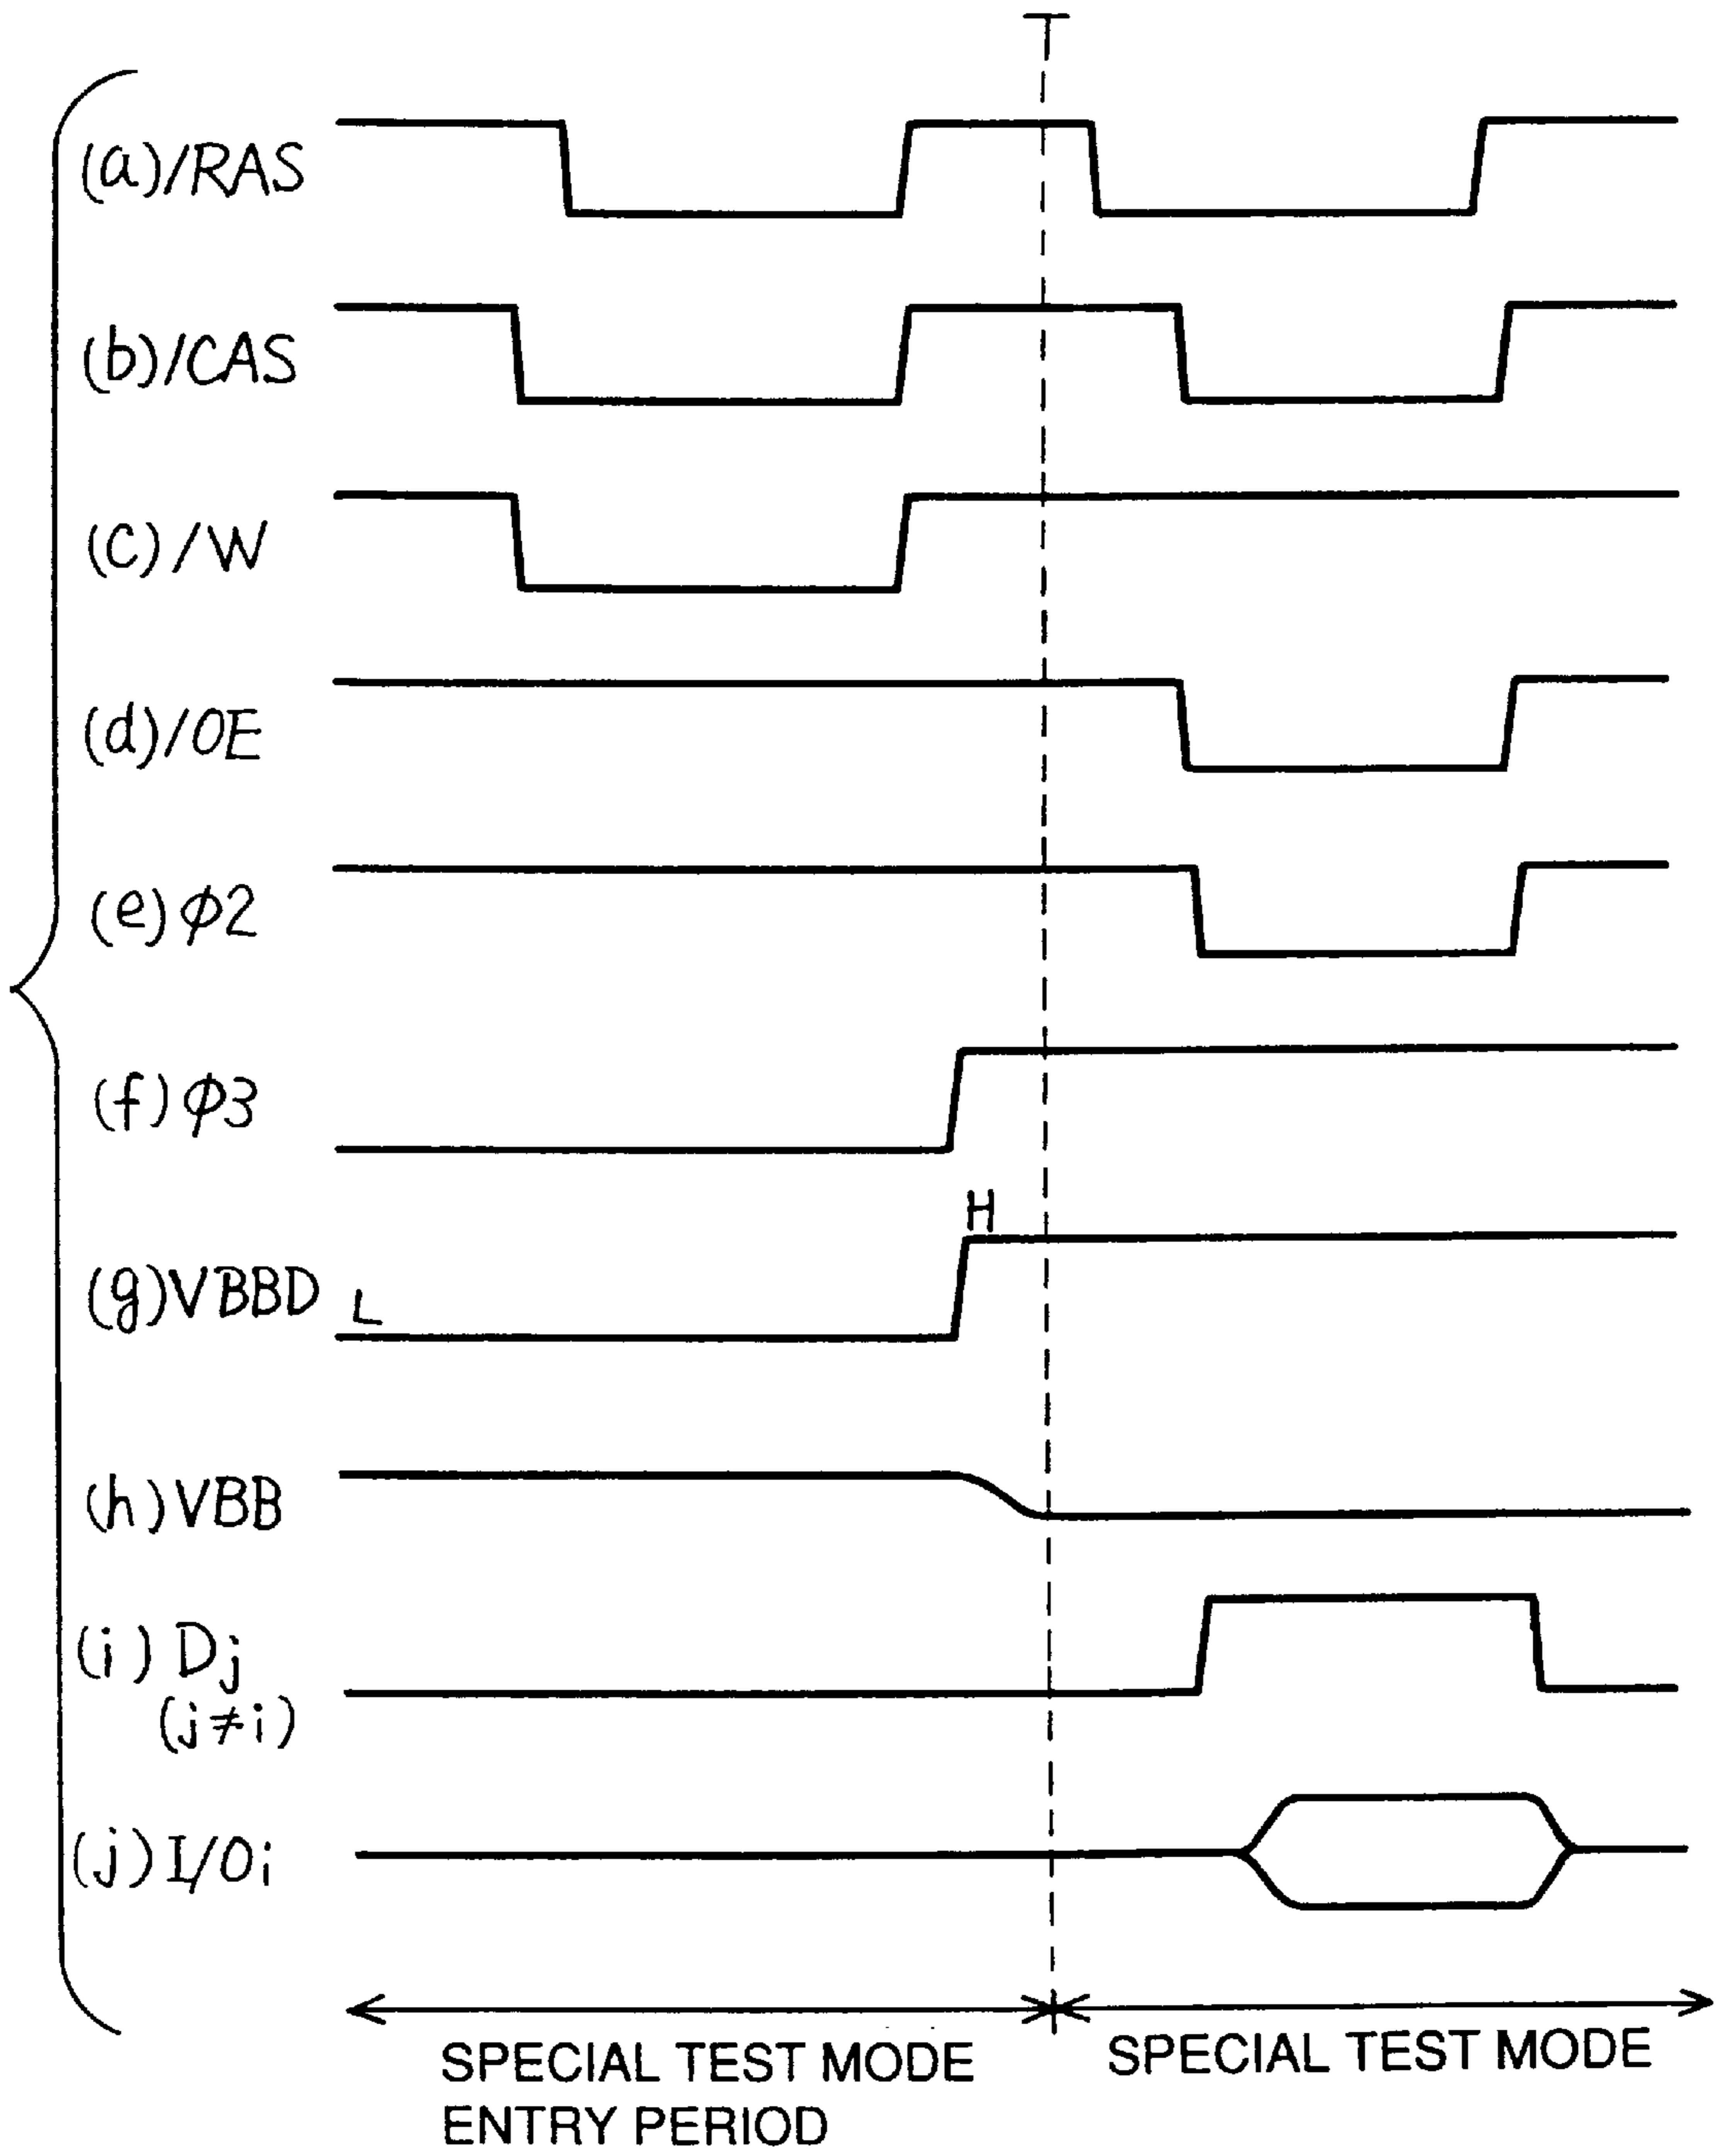 (a)/RAS
(b)/CAS
(c)/W
(d)/OE
(e)φ2
(f)φ3
H
(g)VBBD L
(h)VBB
(i) Dj
(j≠i)
(j)I/Oi
SPECIAL TEST MODE
ENTRY PERIOD
SPECIAL TEST MODE